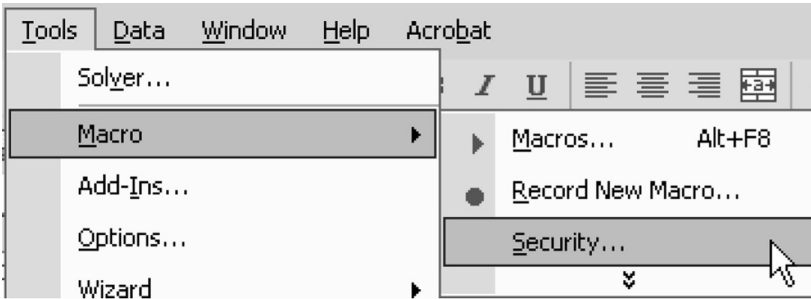 Tools Data Window Help Acrobat
Solver...
I U a
Macro
Macros... Alt+F8
Add-Ins...
Record New Macro...
Options...
Security...
Wizard